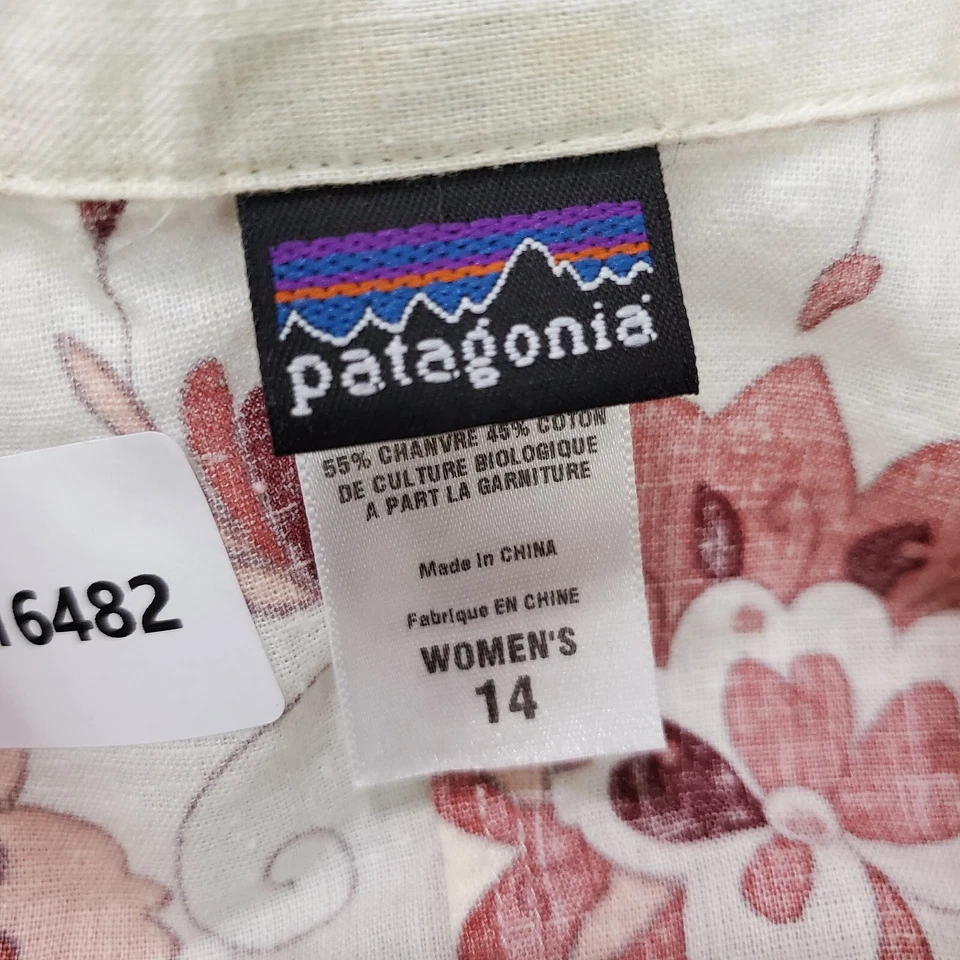 patagonia
55% CHANVRE 45% COTON
DE CULTURE BIOLOGIQUE
A PART LA GARNITURE
Made in CHINA
Fabrique EN CHINE
WOMEN'S
14
16482